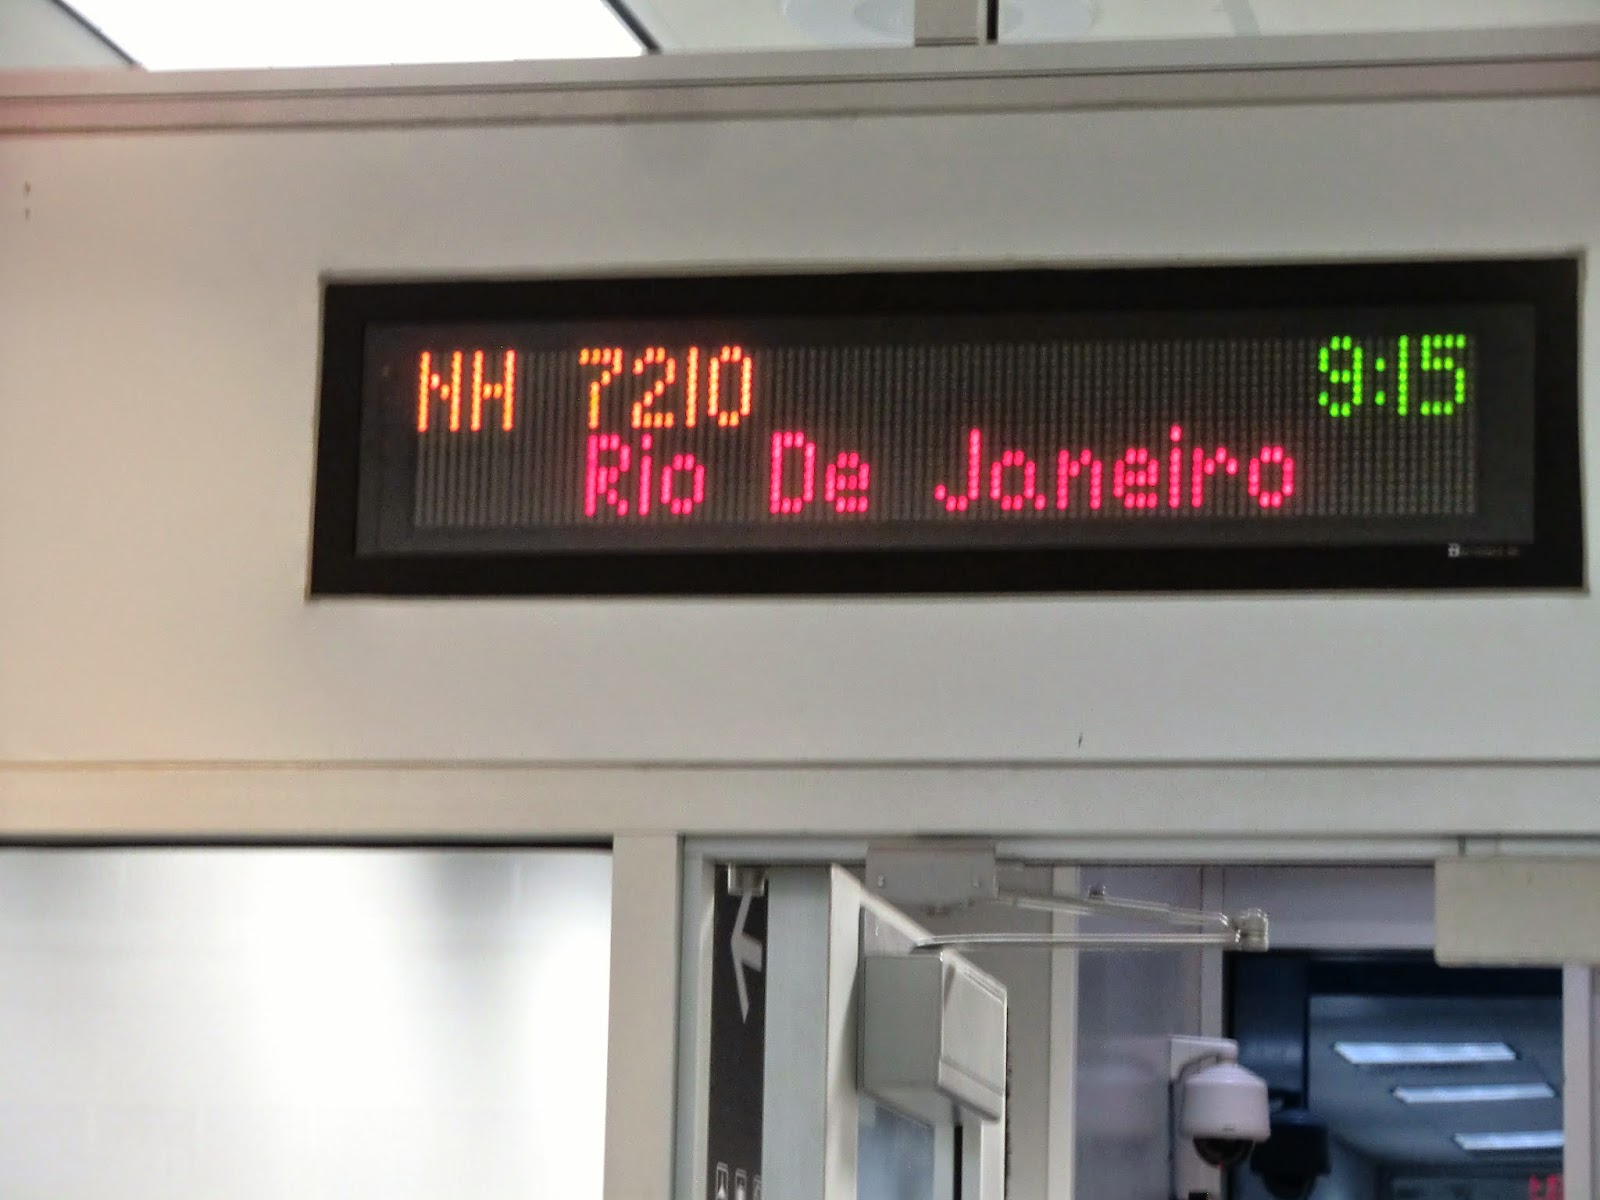 NH 7210 9:15
Rio De Janeiro